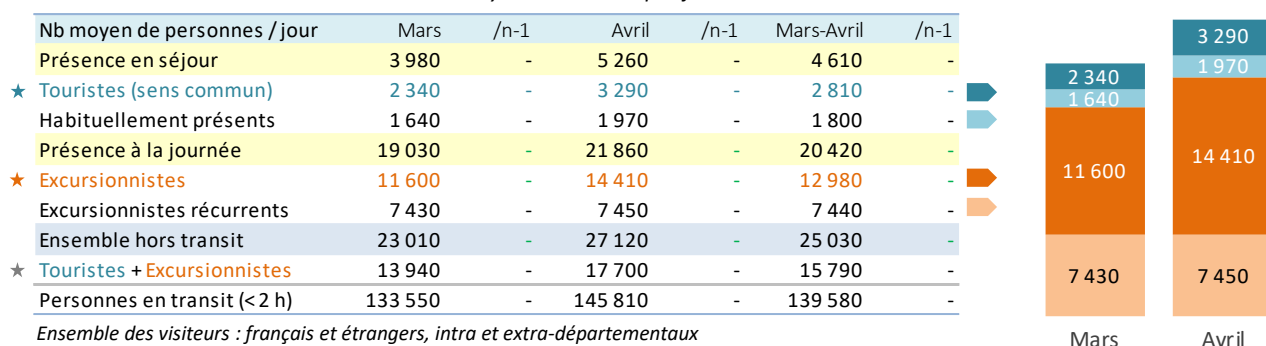 Nb moyen de personnes / jour Mars /n-1 Avril /n-1 Mars-Avril /n-1
Présence en séjour 3 980 - 5 260 - 4 610 -
★ Touristes (sens commun) 2 340 - 3 290 - 2 810 -
Habituellement présents 1 640 - 1 970 - 1 800 -
Présence à la journée 19 030 - 21 860 - 20 420 -
★ Excursionnistes 11 600 - 14 410 - 12 980 -
Excursionnistes récurrents 7 430 - 7 450 - 7 440 -
Ensemble hors transit 23 010 - 27 120 - 25 030 -
★ Touristes + Excursionnistes 13 940 - 17 700 - 15 790 -
Personnes en transit (< 2 h) 133 550 - 145 810 - 139 580 -
Ensemble des visiteurs : français et étrangers, intra et extra-départementaux
2 340
1 640
11 600
7 430
Mars
3 290
1 970
14 410
7 450
Avril